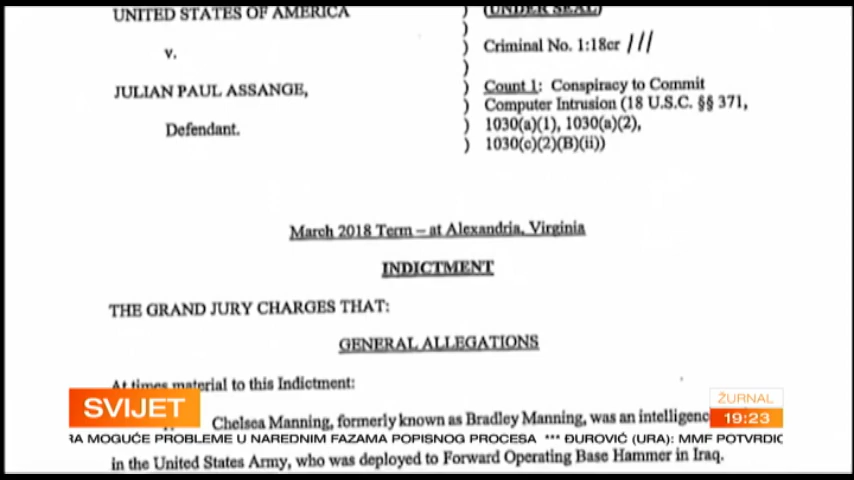 UNITED STATES OF AMERICA
v.
JULIAN PAUL ASSANGE,
Defendant.
)
)
)
)
)
)
)
)
(UNDER SEAL)
Criminal No. 1:18cr 111
Count 1: Conspiracy to Commit
Computer Intrusion (18 U.S.C. §§ 371,
1030(a)(1), 1030(a)(2),
1030(c)(2)(B)(ii))
March 2018 Term – at Alexandria, Virginia
INDICTMENT
THE GRAND JURY CHARGES THAT:
GENERAL ALLEGATIONS
At times material to this Indictment:
Chelsea Manning, formerly known as Bradley Manning, was an intelligenc
in the United States Army, who was deployed to Forward Operating Base Hammer in Iraq.
SVIJET
ŽURNAL
19:23
RA MOGUĆE PROBLEME U NAREDNIM FAZAMA POPISNOG PROCESA *** ĐUROVIĆ (URA): MMF POTVRDIO